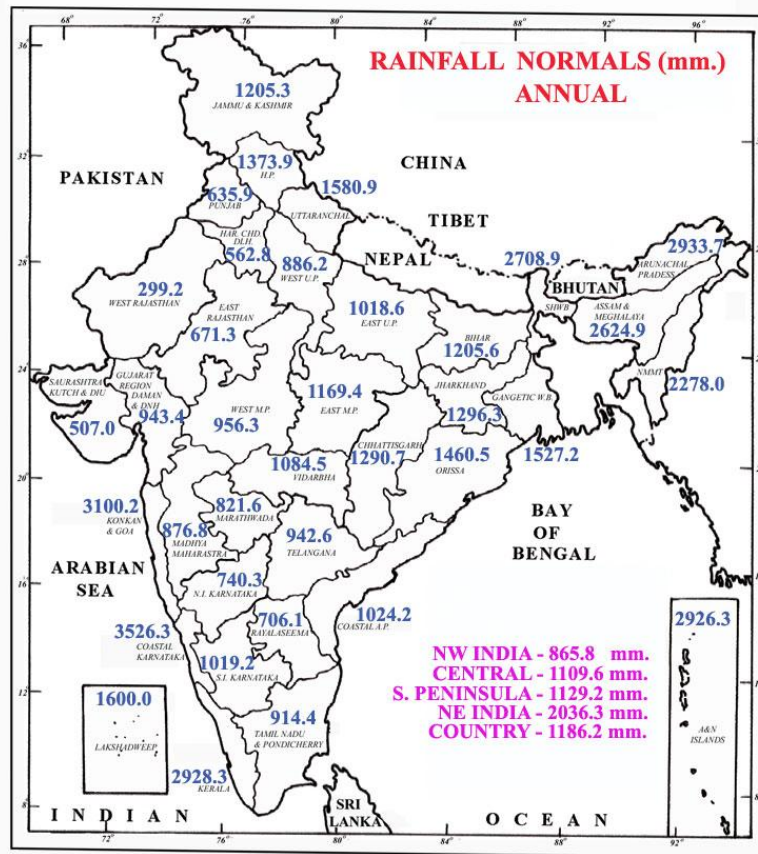 68° 72° 76° 80° 84° 88° 92° 96°
36°
RAINFALL NORMALS (mm.)
ANNUAL
1205.3
JAMMU & KASHMIR
32°
1373.9
H.P.
CHINA
PAKISTAN
635.9
PUNJAB
1580.9
UTTARANCHAL
TIBET
HAR. CHD.
DLH.
562.8
NEPAL
2708.9
2933.7
ARUNACHAL
PRADESS
28
886.2
WEST U.P.
BHUTAN
299.2
WEST RAJASTHAN
EAST
RAJASTHAN
671.3
1018.6
EAST U.P.
SHWB
ASSAM &
MEGHALAYA
2624.9
BIHAR
1205.6
24
SAURASHTRA
KUTCH & DIU
507.0
GUJARAT
REGION
DAMAN
& DNH
943.4
WEST M.P.
956.3
1169.4
EAST M.P.
JHARKHAND
1296.3
GANGETIC W.B.
NMMT
2278.0
CHHATTISGARH
1290.7
1460.5
ORISSA
1527.2
20
1084.5
VIDARBHA
3100.2
KONKAN
& GOA
821.6
MARATHWADA
876.8
MADHYA
MAHARASTRA
942.6
TELANGANA
BAY
OF
BENGAL
ARABIAN
SEA
16
740.3
N.I. KARNATAKA
706.1
RAYALASEEMA
1024.2
COASTAL A.P.
2926.3
3526.3
COASTAL
KARNATAKA
1019.2
S.I. KARNATAKA
NW INDIA - 865.8 mm.
CENTRAL - 1109.6 mm.
S. PENINSULA - 1129.2 mm.
NE INDIA - 2036.3 mm.
COUNTRY - 1186.2 mm.
12
1600.0
LAKSHADWEEP
914.4
TAMIL NADU
& PONDICHERRY
A&N
ISLANDS
2928.3
KERALA
8°
SRI
LANKA
INDIAN OCEAN
72° 76° 80° 84° 88° 92°